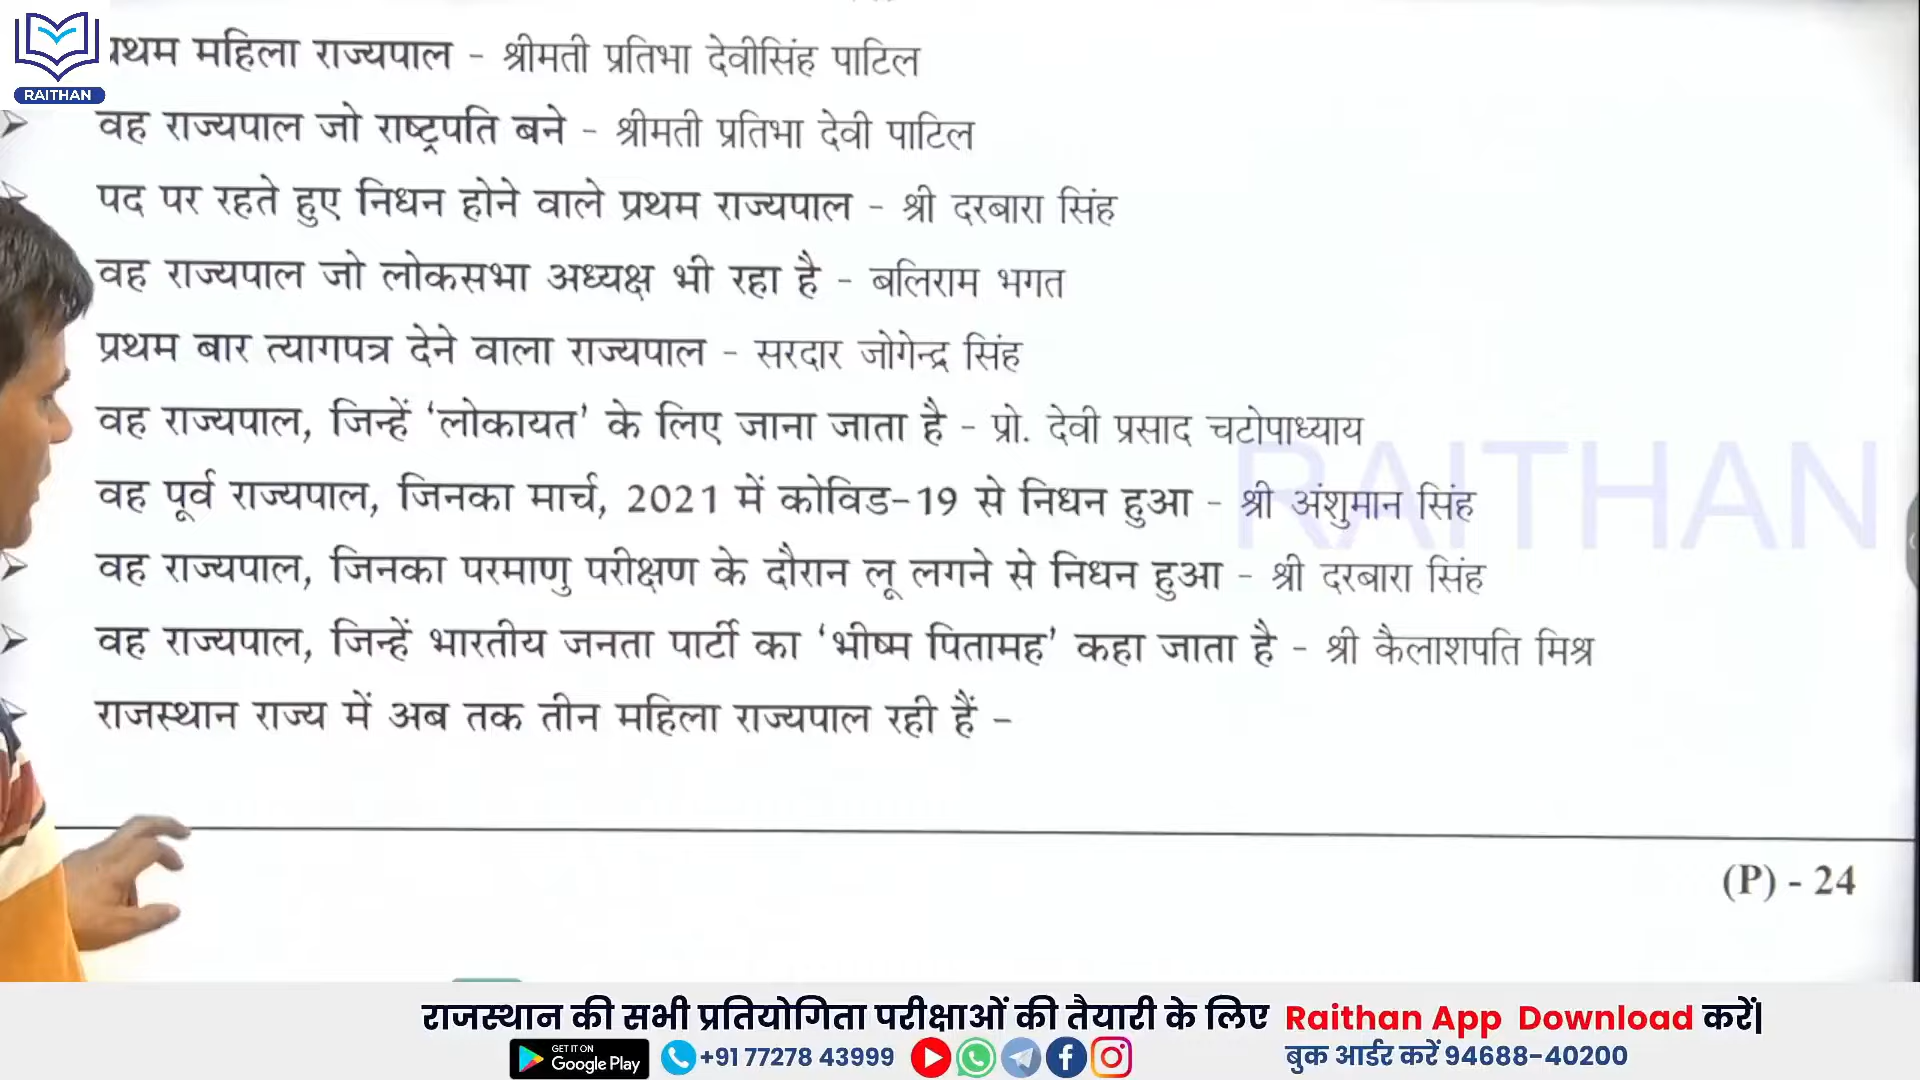 RAITHAN
प्रथम महिला राज्यपाल - श्रीमती प्रतिभा देवीसिंह पाटिल
वह राज्यपाल जो राष्ट्रपति बने - श्रीमती प्रतिभा देवी पाटिल
पद पर रहते हुए निधन होने वाले प्रथम राज्यपाल - श्री दरबारा सिंह
वह राज्यपाल जो लोकसभा अध्यक्ष भी रहा है - बलिराम भगत
प्रथम बार त्यागपत्र देने वाला राज्यपाल - सरदार जोगेन्द्र सिंह
वह राज्यपाल, जिन्हें ‘लोकायत’ के लिए जाना जाता है - प्रो. देवी प्रसाद चटोपाध्याय
वह पूर्व राज्यपाल, जिनका मार्च, 2021 में कोविड-19 से निधन हुआ - श्री अंशुमान सिंह
RAITHAN
वह राज्यपाल, जिनका परमाणु परीक्षण के दौरान लू लगने से निधन हुआ - श्री दरबारा सिंह
वह राज्यपाल, जिन्हें भारतीय जनता पार्टी का ‘भीष्म पितामह’ कहा जाता है - श्री कैलाशपति मिश्र
राजस्थान राज्य में अब तक तीन महिला राज्यपाल रही हैं -
(P) - 24
राजस्थान की सभी प्रतियोगिता परीक्षाओं की तैयारी के लिए Raithan App Download करें|
GET IT ON Google Play +91 77278 43999 बुक आर्डर करें 94688-40200